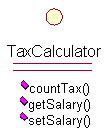 TaxCalculator
countTax()
getSalary()
setSalary()